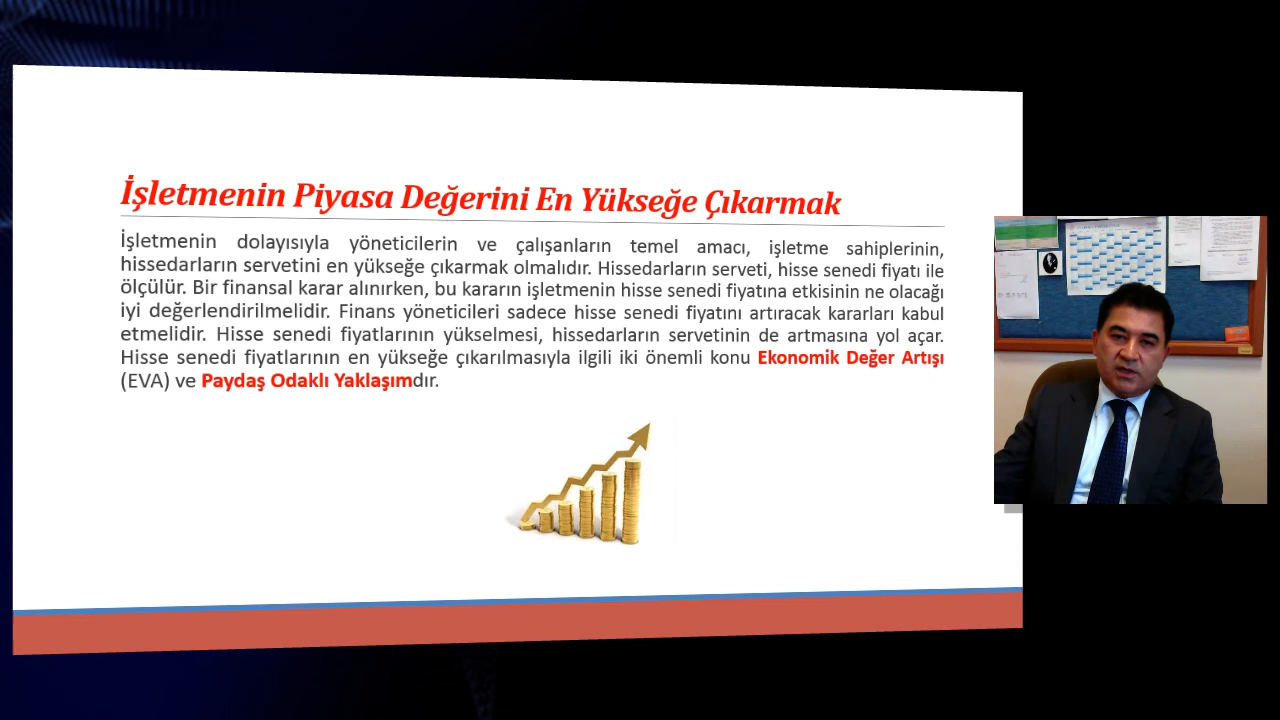 İşletmenin Piyasa Değerini En Yükseğe Çıkarmak
İşletmenin dolayısıyla yöneticilerin ve çalışanların temel amacı, işletme sahiplerinin,
hissedarların servetini en yükseğe çıkarmak olmalıdır. Hissedarların serveti, hisse senedi fiyatı ile
ölçülür. Bir finansal karar alınırken, bu kararın işletmenin hisse senedi fiyatına etkisinin ne olacağı
iyi değerlendirilmelidir. Finans yöneticileri sadece hisse senedi fiyatını artıracak kararları kabul
etmelidir. Hisse senedi fiyatlarının yükselmesi, hissedarların servetinin de artmasına yol açar.
Hisse senedi fiyatlarının en yükseğe çıkarılmasıyla ilgili iki önemli konu Ekonomik Değer Artışı
(EVA) ve Paydaş Odaklı Yaklaşımdır.